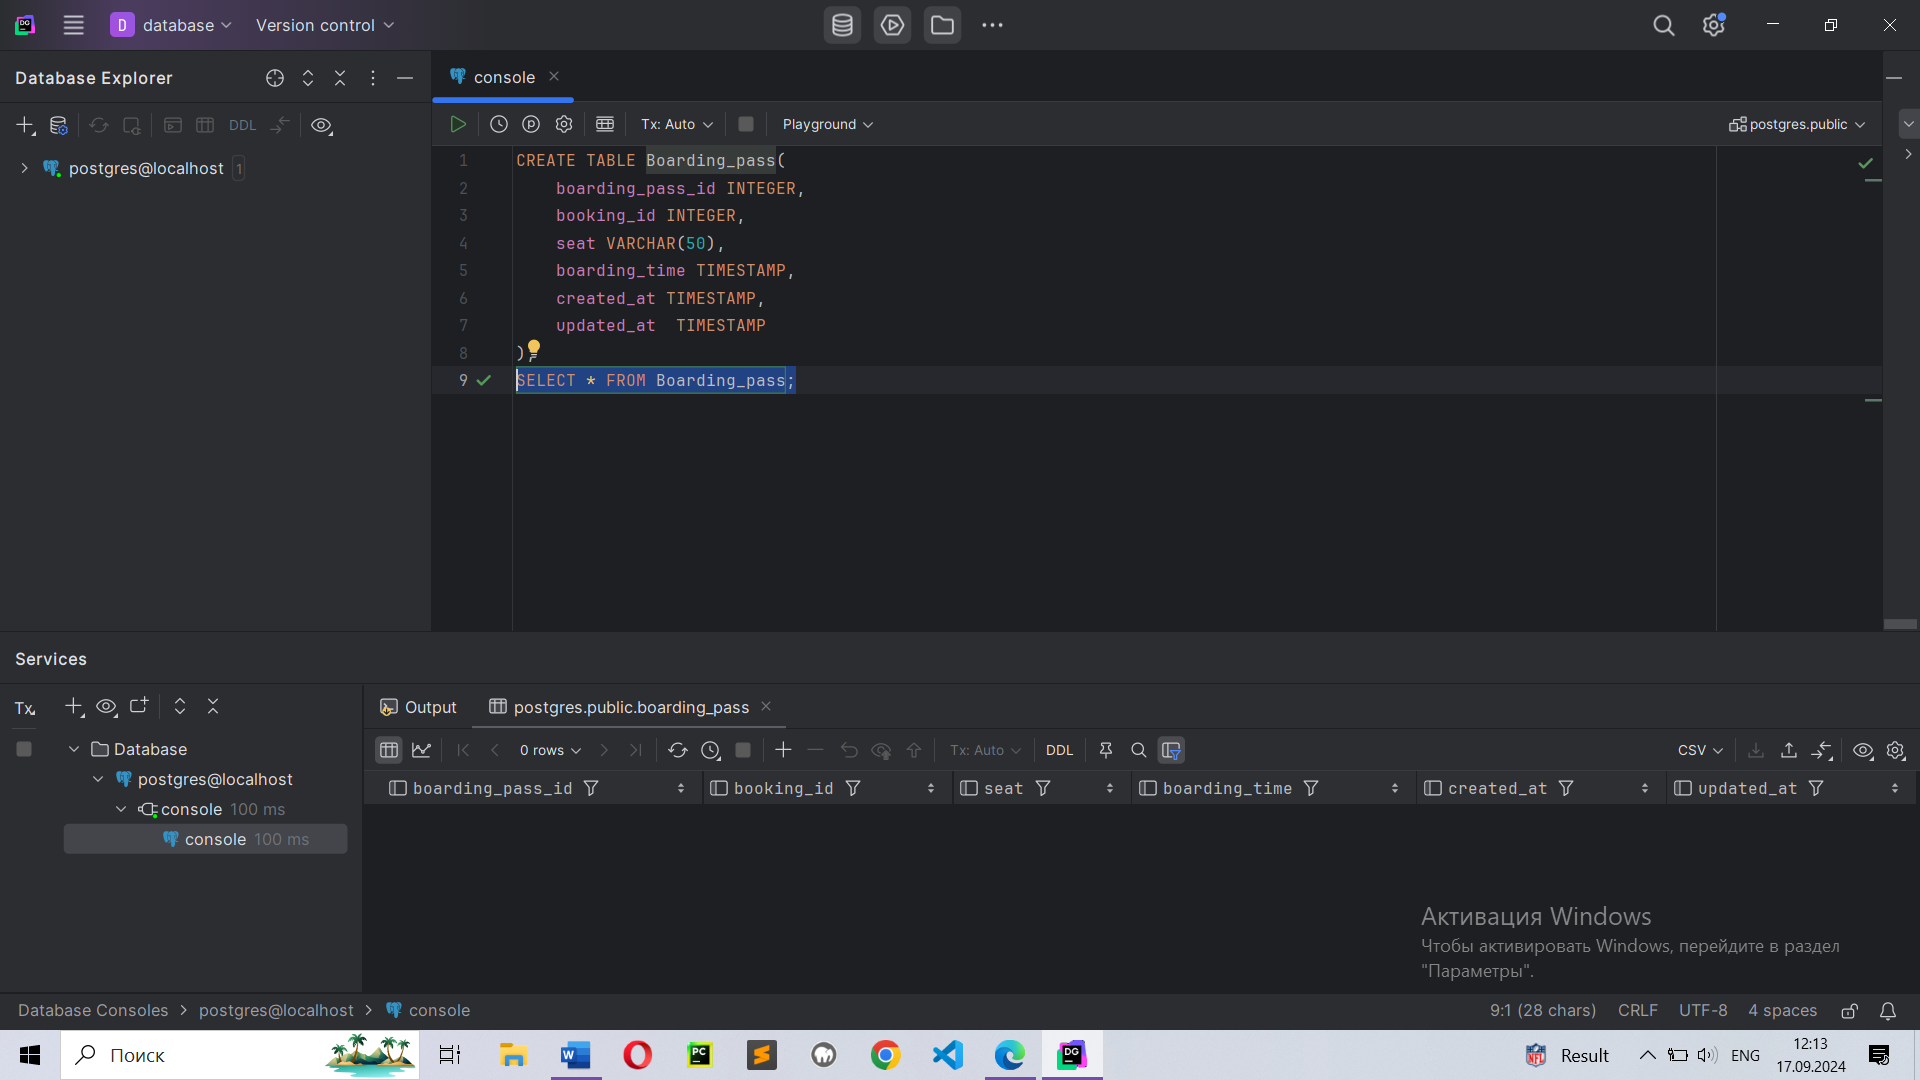 D database Version control
Database Explorer
DDL
postgres@localhost 1
console
Tx: Auto Playground postgres.public
1 CREATE TABLE Boarding_pass(
2 boarding_pass_id INTEGER,
3 booking_id INTEGER,
4 seat VARCHAR(50),
5 boarding_time TIMESTAMP,
6 created_at TIMESTAMP,
7 updated_at  TIMESTAMP
8 );
9 SELECT * FROM Boarding_pass;
Services
Tx
Database
postgres@localhost
console 100 ms
console 100 ms
Output postgres.public.boarding_pass
0 rows Tx: Auto DDL CSV
boarding_pass_id booking_id seat boarding_time created_at updated_at
Активация Windows
Чтобы активировать Windows, перейдите в раздел
"Параметры".
Database Consoles > postgres@localhost > console
9:1 (28 chars) CRLF UTF-8 4 spaces
Поиск
Result ENG
12:13
17.09.2024